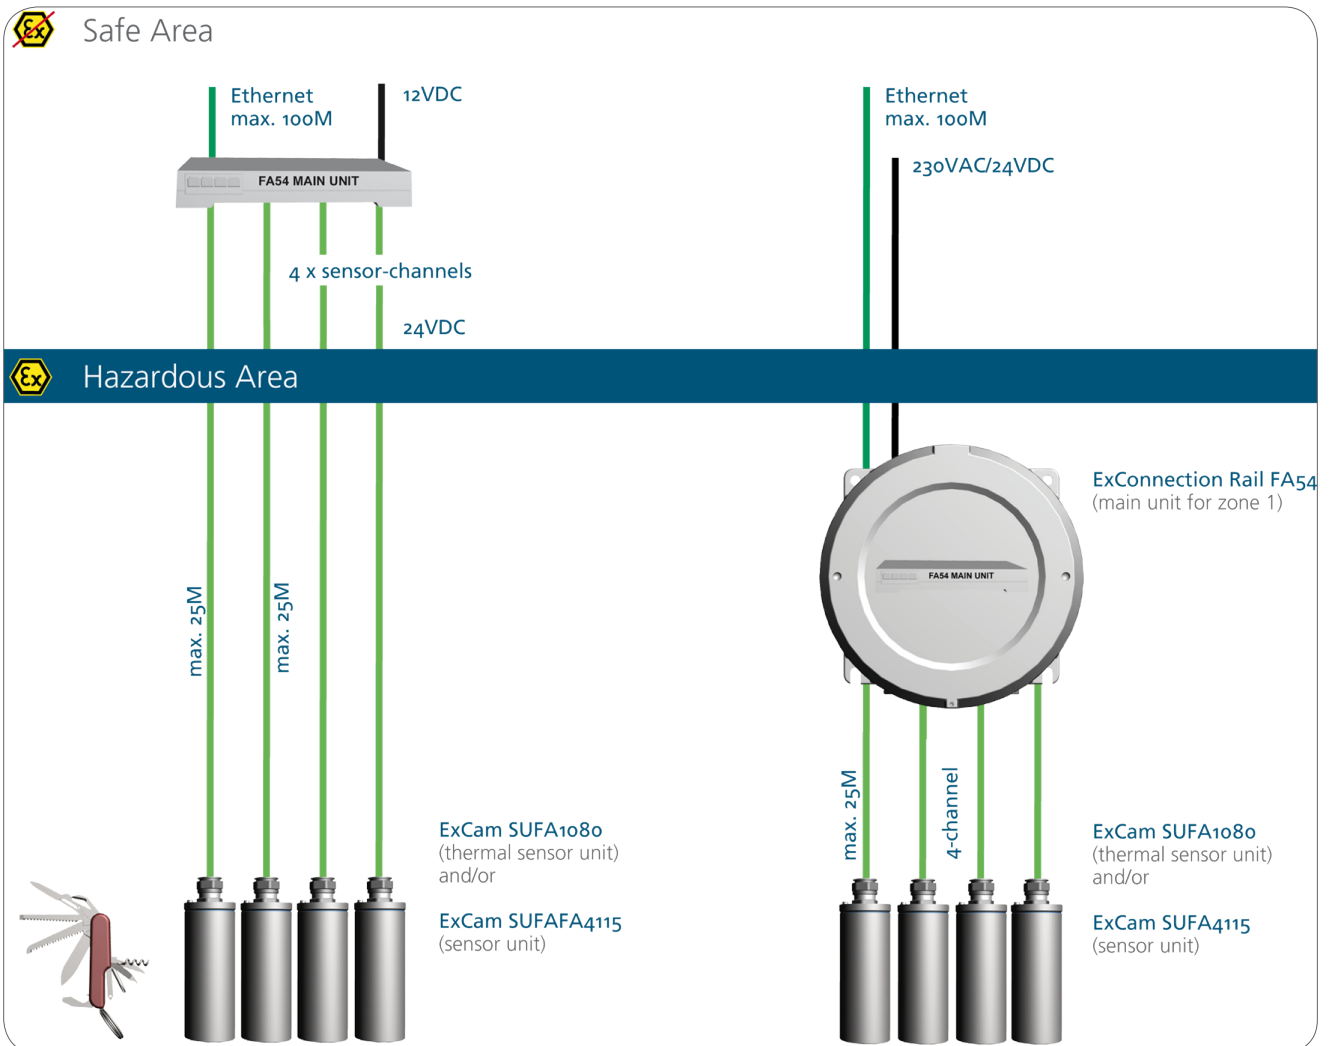 Safe Area
Ethernet
max. 100M
12VDC
FA54 MAIN UNIT
4 x sensor-channels
24VDC
Ethernet
max. 100M
230VAC/24VDC
Ex
Ex
Hazardous Area
max. 25M
max. 25M
ExCam SUFA1080
(thermal sensor unit)
and/or
ExCam SUFAFA4115
(sensor unit)
ExConnection Rail FA54
(main unit for zone 1)
FA54 MAIN UNIT
max. 25M
4-channel
ExCam SUFA1080
(thermal sensor unit)
and/or
ExCam SUFA4115
(sensor unit)